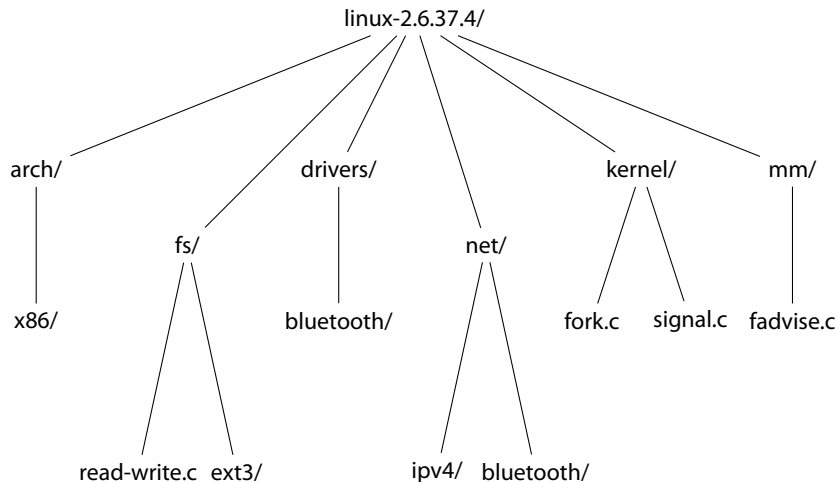 linux-2.6.37.4/
arch/
drivers/
kernel/
mm/
fs/
net/
x86/
bluetooth/
fork.c
signal.c
fadvise.c
read-write.c
ext3/
ipv4/
bluetooth/